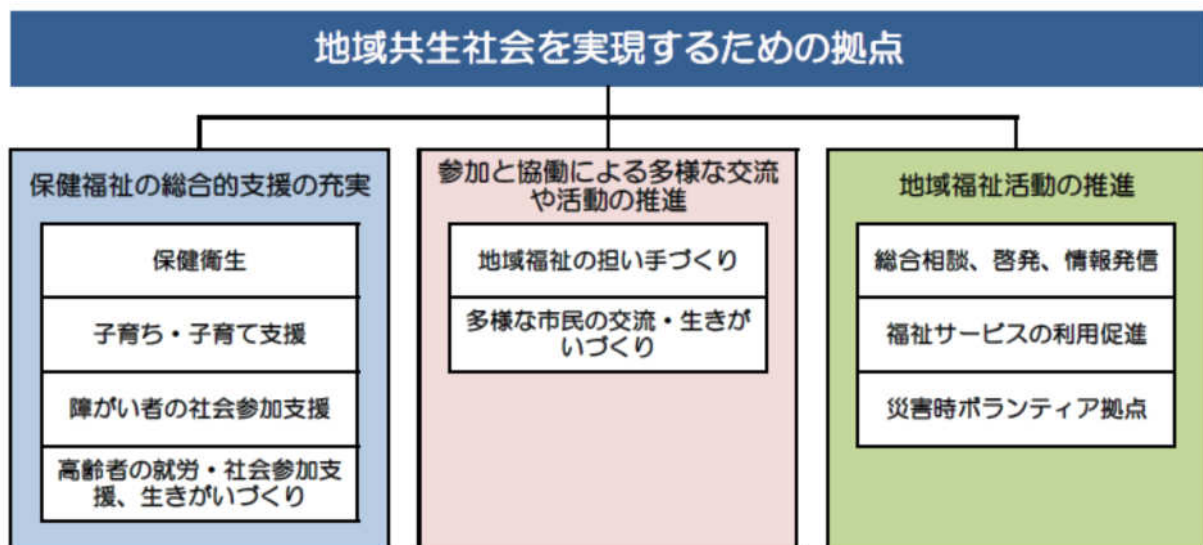 地域共生社会を実現するための拠点
保健福祉の総合的支援の充実
保健衛生
子育ち・子育て支援
障がい者の社会参加支援
高齢者の就労・社会参加支
援、生きがいづくり
参加と協働による多様な交流
や活動の推進
地域福祉の担い手づくり
多様な市民の交流・生きが
いづくり
地域福祉活動の推進
総合相談、啓発、情報発信
福祉サービスの利用促進
災害時ボランティア拠点